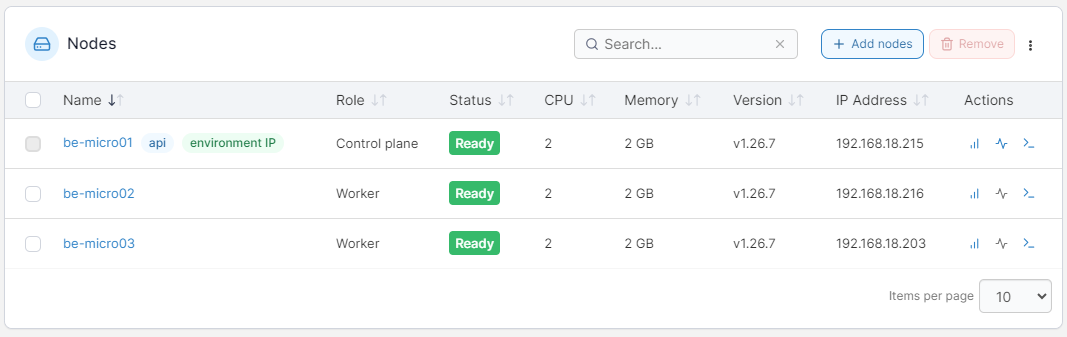 Nodes Search... Add nodes Remove
Name Role Status CPU Memory Version IP Address Actions
be-micro01 api environment IP Control plane Ready 2 2 GB v1.26.7 192.168.18.215
be-micro02 Worker Ready 2 2 GB v1.26.7 192.168.18.216
be-micro03 Worker Ready 2 2 GB v1.26.7 192.168.18.203
Items per page 10